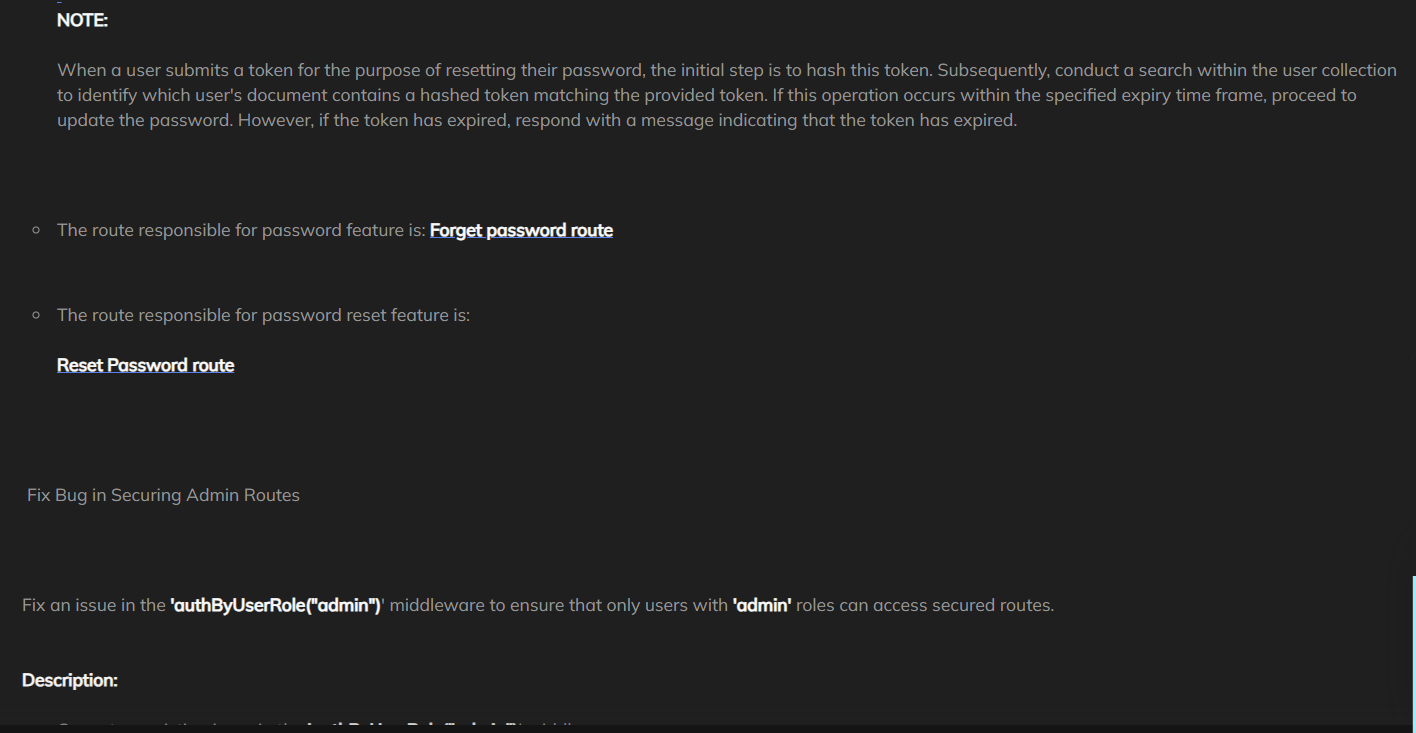 NOTE:
When a user submits a token for the purpose of resetting their password, the initial step is to hash this token. Subsequently, conduct a search within the user collection
to identify which user's document contains a hashed token matching the provided token. If this operation occurs within the specified expiry time frame, proceed to
update the password. However, if the token has expired, respond with a message indicating that the token has expired.
The route responsible for password feature is: Forget password route
The route responsible for password reset feature is:
Reset Password route
Fix Bug in Securing Admin Routes
Fix an issue in the 'authByUserRole("admin")' middleware to ensure that only users with 'admin' roles can access secured routes.
Description: